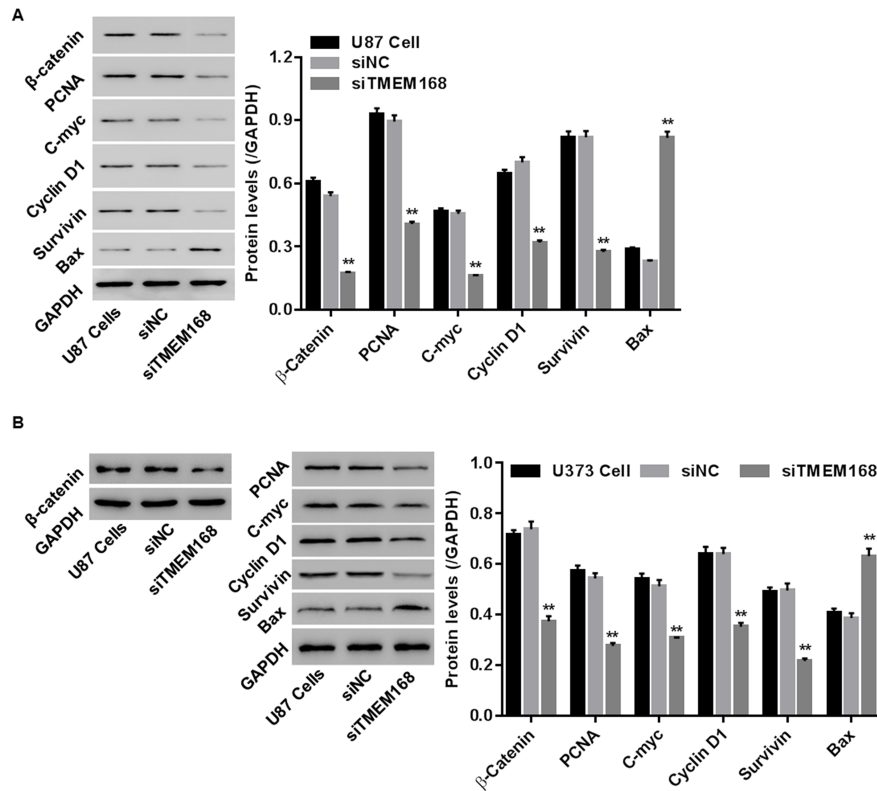 A
β-catenin
PCNA
C-myc
Cyclin D1
Survivin
Bax
GAPDH
U87 Cells
siNC
siTMEM168
Protein levels (/GAPDH)
1.2
0.9
0.6
0.3
0.0
U87 Cell
siNC
siTMEM168
**
**
**
**
**
**
β-Catenin
PCNA
C-myc
Cyclin D1
Survivin
Bax
B
β-catenin
GAPDH
U87 Cells
siNC
siTMEM168
PCNA
C-myc
Cyclin D1
Survivin
Bax
GAPDH
U87 Cells
siNC
siTMEM168
Protein levels (/GAPDH)
1.0
0.8
0.6
0.4
0.2
0.0
U373 Cell
siNC
siTMEM168
**
**
**
**
**
**
β-Catenin
PCNA
C-myc
Cyclin D1
Survivin
Bax